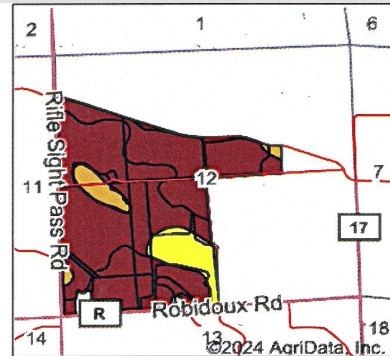 2
1
6
Rifle Sight Pass Rd
11
12
7
17
R
Robidoux Rd
14
13
18
©2024 AgriData, Inc.